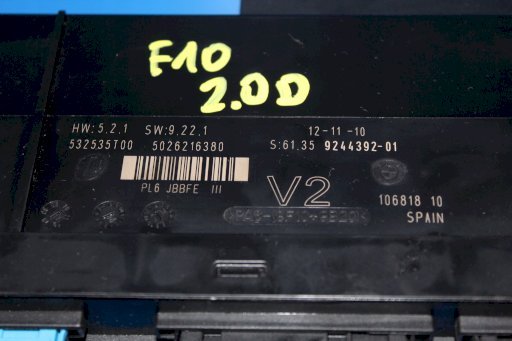 F10
2.0D
HW:5.2.1 SW:9.22.1 12-11-10
532535T00 5026216380 S:61.35 9244392-01
PL6 JBBFE III
V2
106818 10
SPAIN